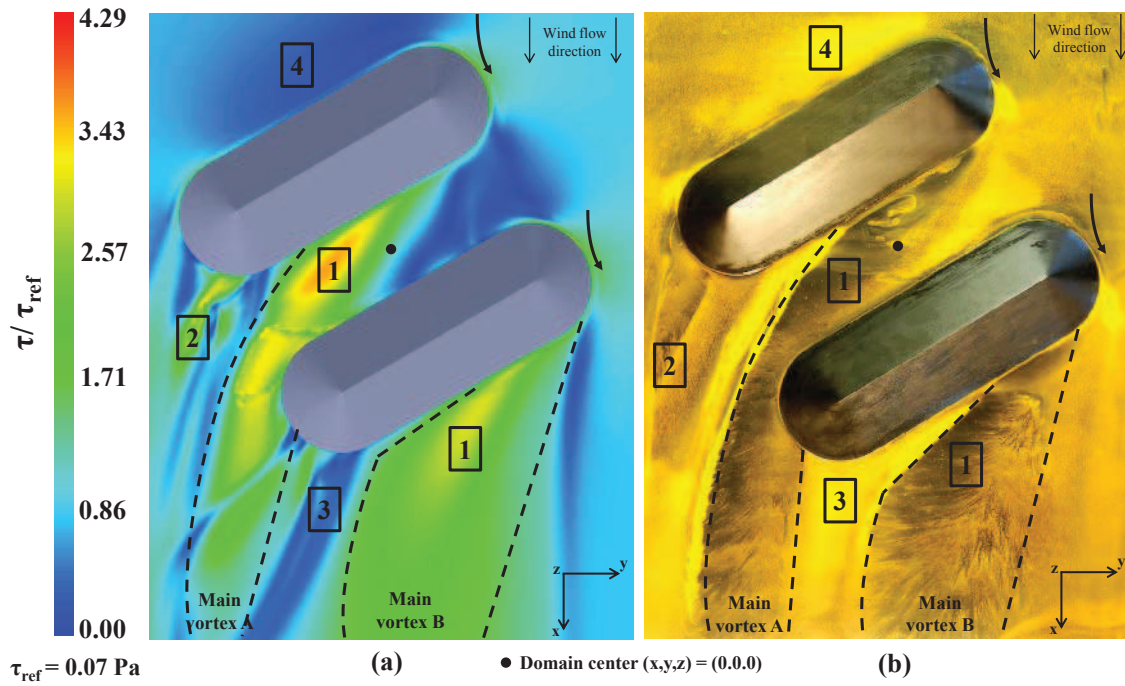 4.29
3.43
2.57
1.71
0.86
0.00
τ/ τref
τref = 0.07 Pa
4
Wind flow
direction
1
2
1
3
Main
vortex A
Main
vortex B
z
y
x
(a)
4
Wind flow
direction
1
2
1
3
Main
vortex A
Main
vortex B
z
y
x
(b)
Domain center (x,y,z) = (0.0.0)